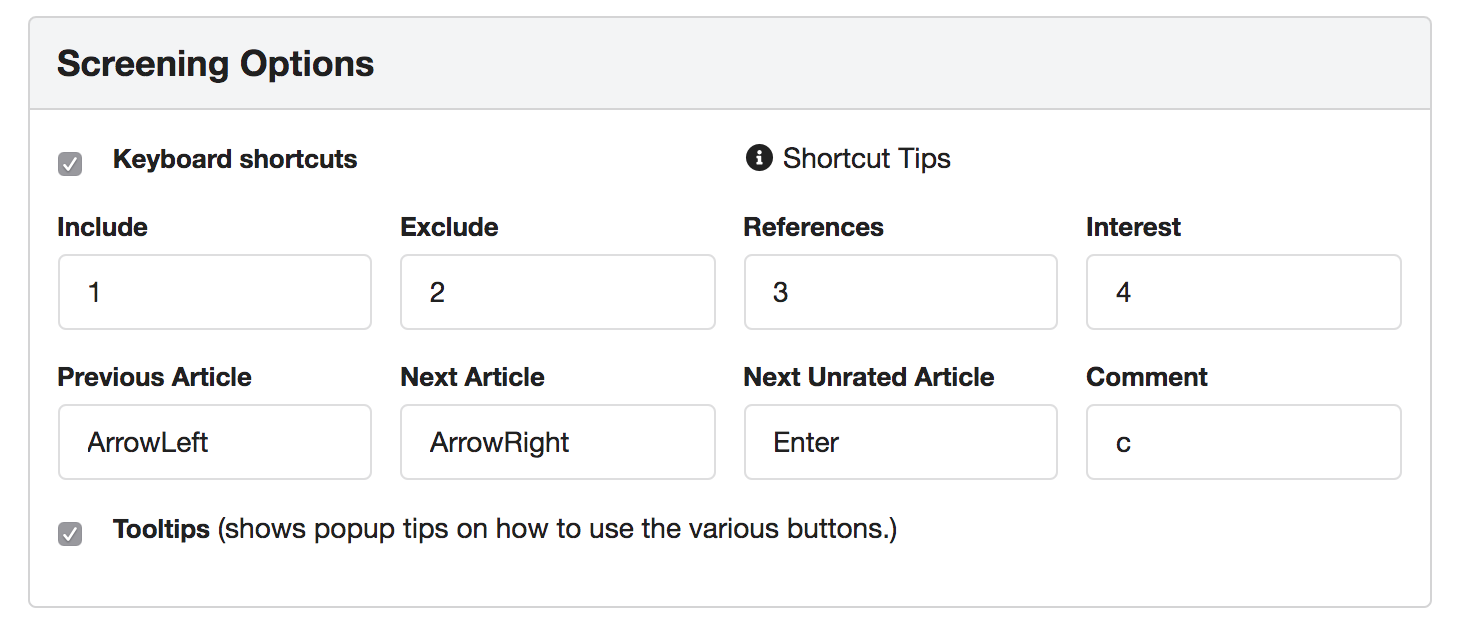 Screening Options
Keyboard shortcuts
Shortcut Tips
Include Exclude References Interest
1 2 3 4
Previous Article Next Article Next Unrated Article Comment
ArrowLeft ArrowRight Enter c
Tooltips (shows popup tips on how to use the various buttons.)